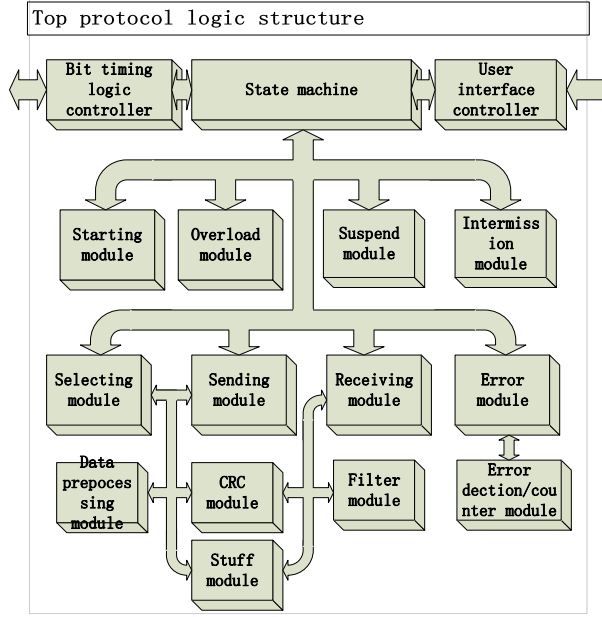 Top protocol logic structure
Bit timing
logic
controller
State machine
User
interface
controller
Starting
module
Overload
module
Suspend
module
Intermiss
ion
module
Selecting
module
Sending
module
Receiving
module
Error
module
Data
prepoces
sing
module
CRC
module
Filter
module
Error
dection/cou
nter module
Stuff
module